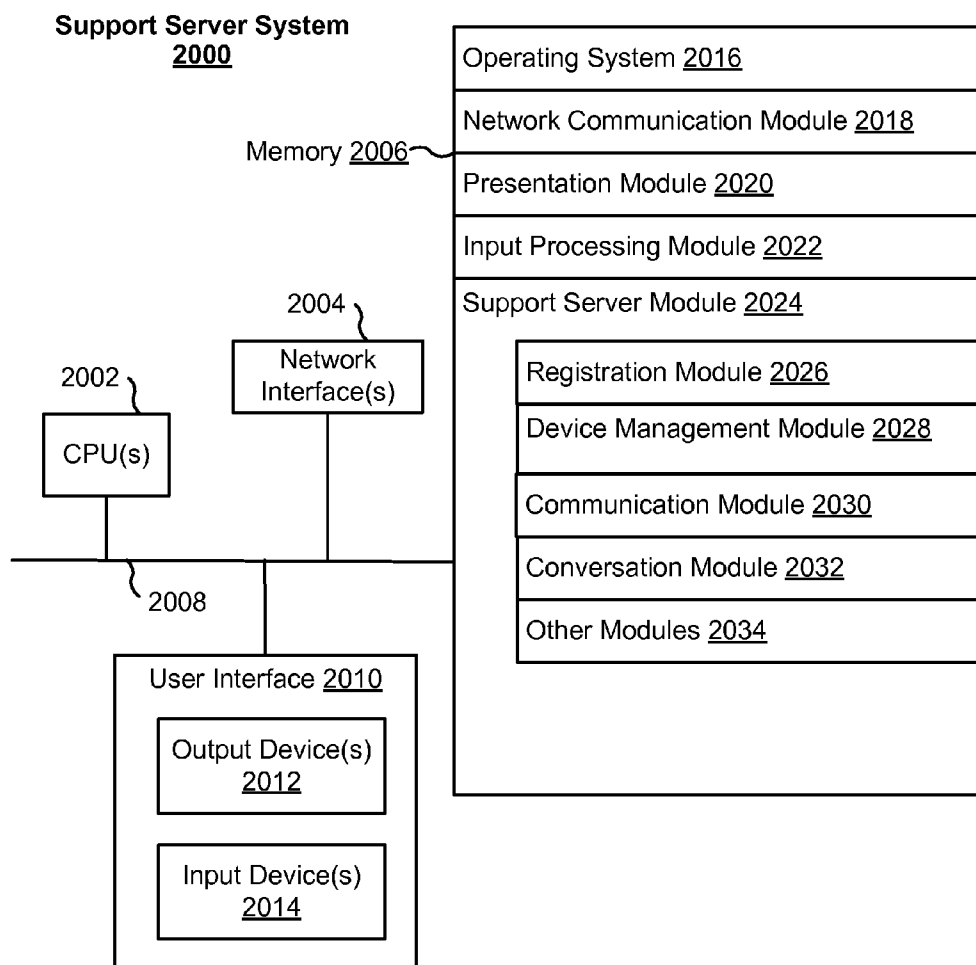 Support Server System
2000
Operating System 2016
Network Communication Module 2018
Memory 2006
Presentation Module 2020
Input Processing Module 2022
Support Server Module 2024
2004
Network
Interface(s)
Registration Module 2026
2002
Device Management Module 2028
CPU(s)
Communication Module 2030
Conversation Module 2032
2008
Other Modules 2034
User Interface 2010
Output Device(s)
2012
Input Device(s)
2014